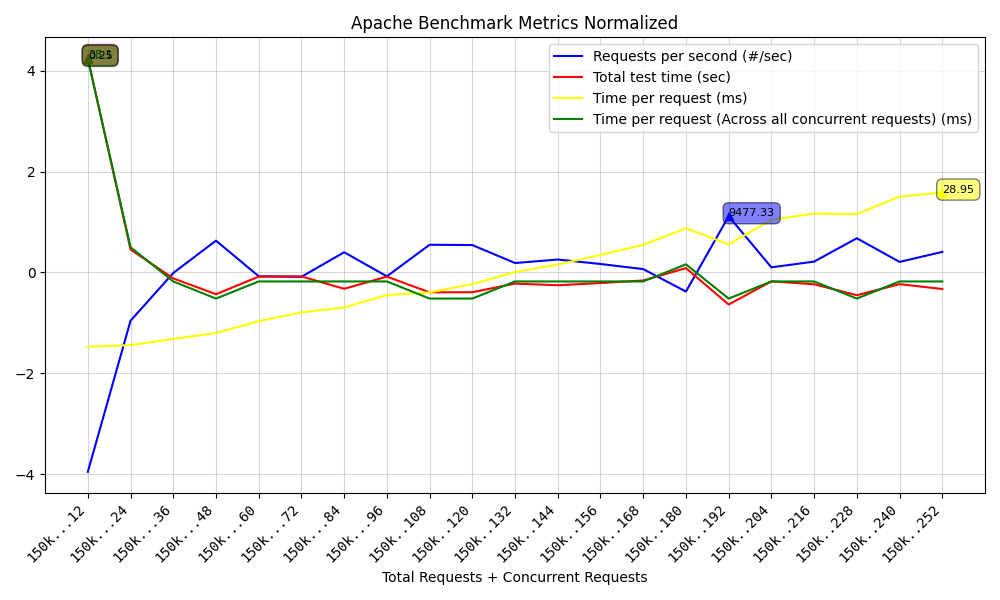 Apache Benchmark Metrics Normalized
Requests per second (#/sec)
Total test time (sec)
Time per request (ms)
Time per request (Across all concurrent requests) (ms)
4
2
0
−2
−4
0.25
9477.33
28.95
150k..12
150k..24
150k..36
150k..48
150k..60
150k..72
150k..84
150k..96
150k..108
150k..120
150k..132
150k..144
150k..156
150k..168
150k..180
150k..192
150k..204
150k..216
150k..228
150k..240
150k..252
Total Requests + Concurrent Requests